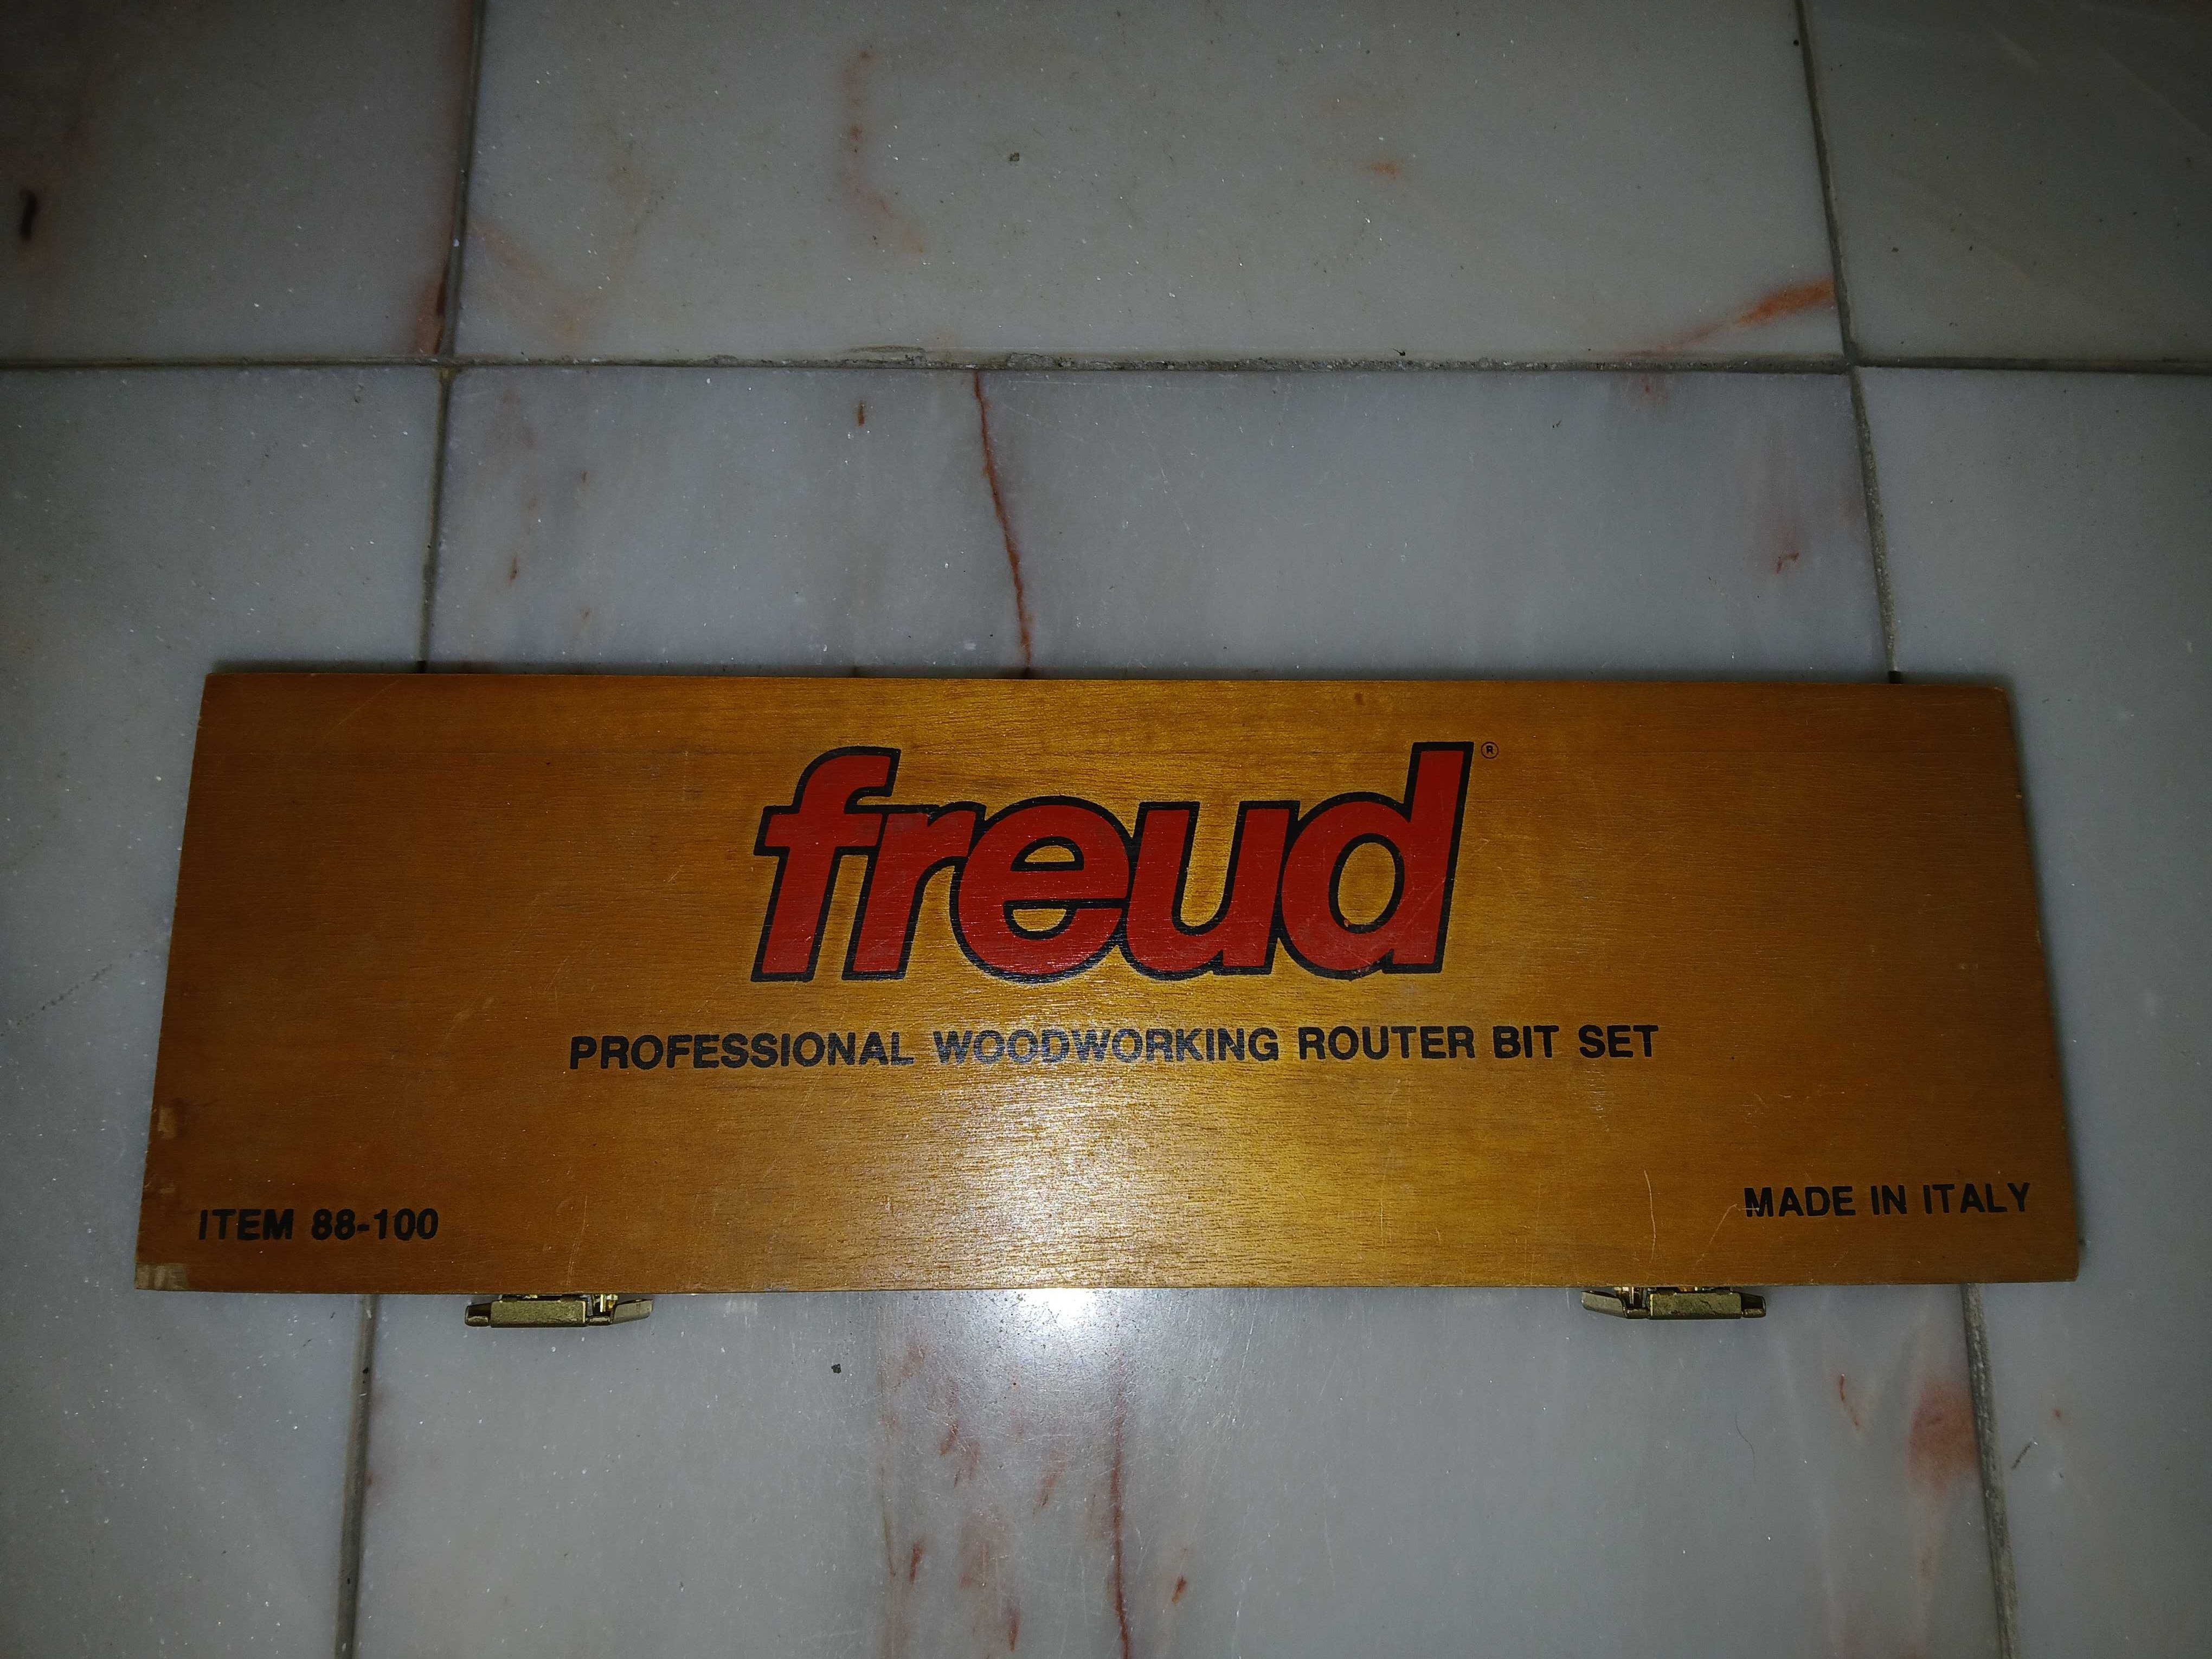 freud®
PROFESSIONAL WOODWORKING ROUTER BIT SET
ITEM 88-100
MADE IN ITALY